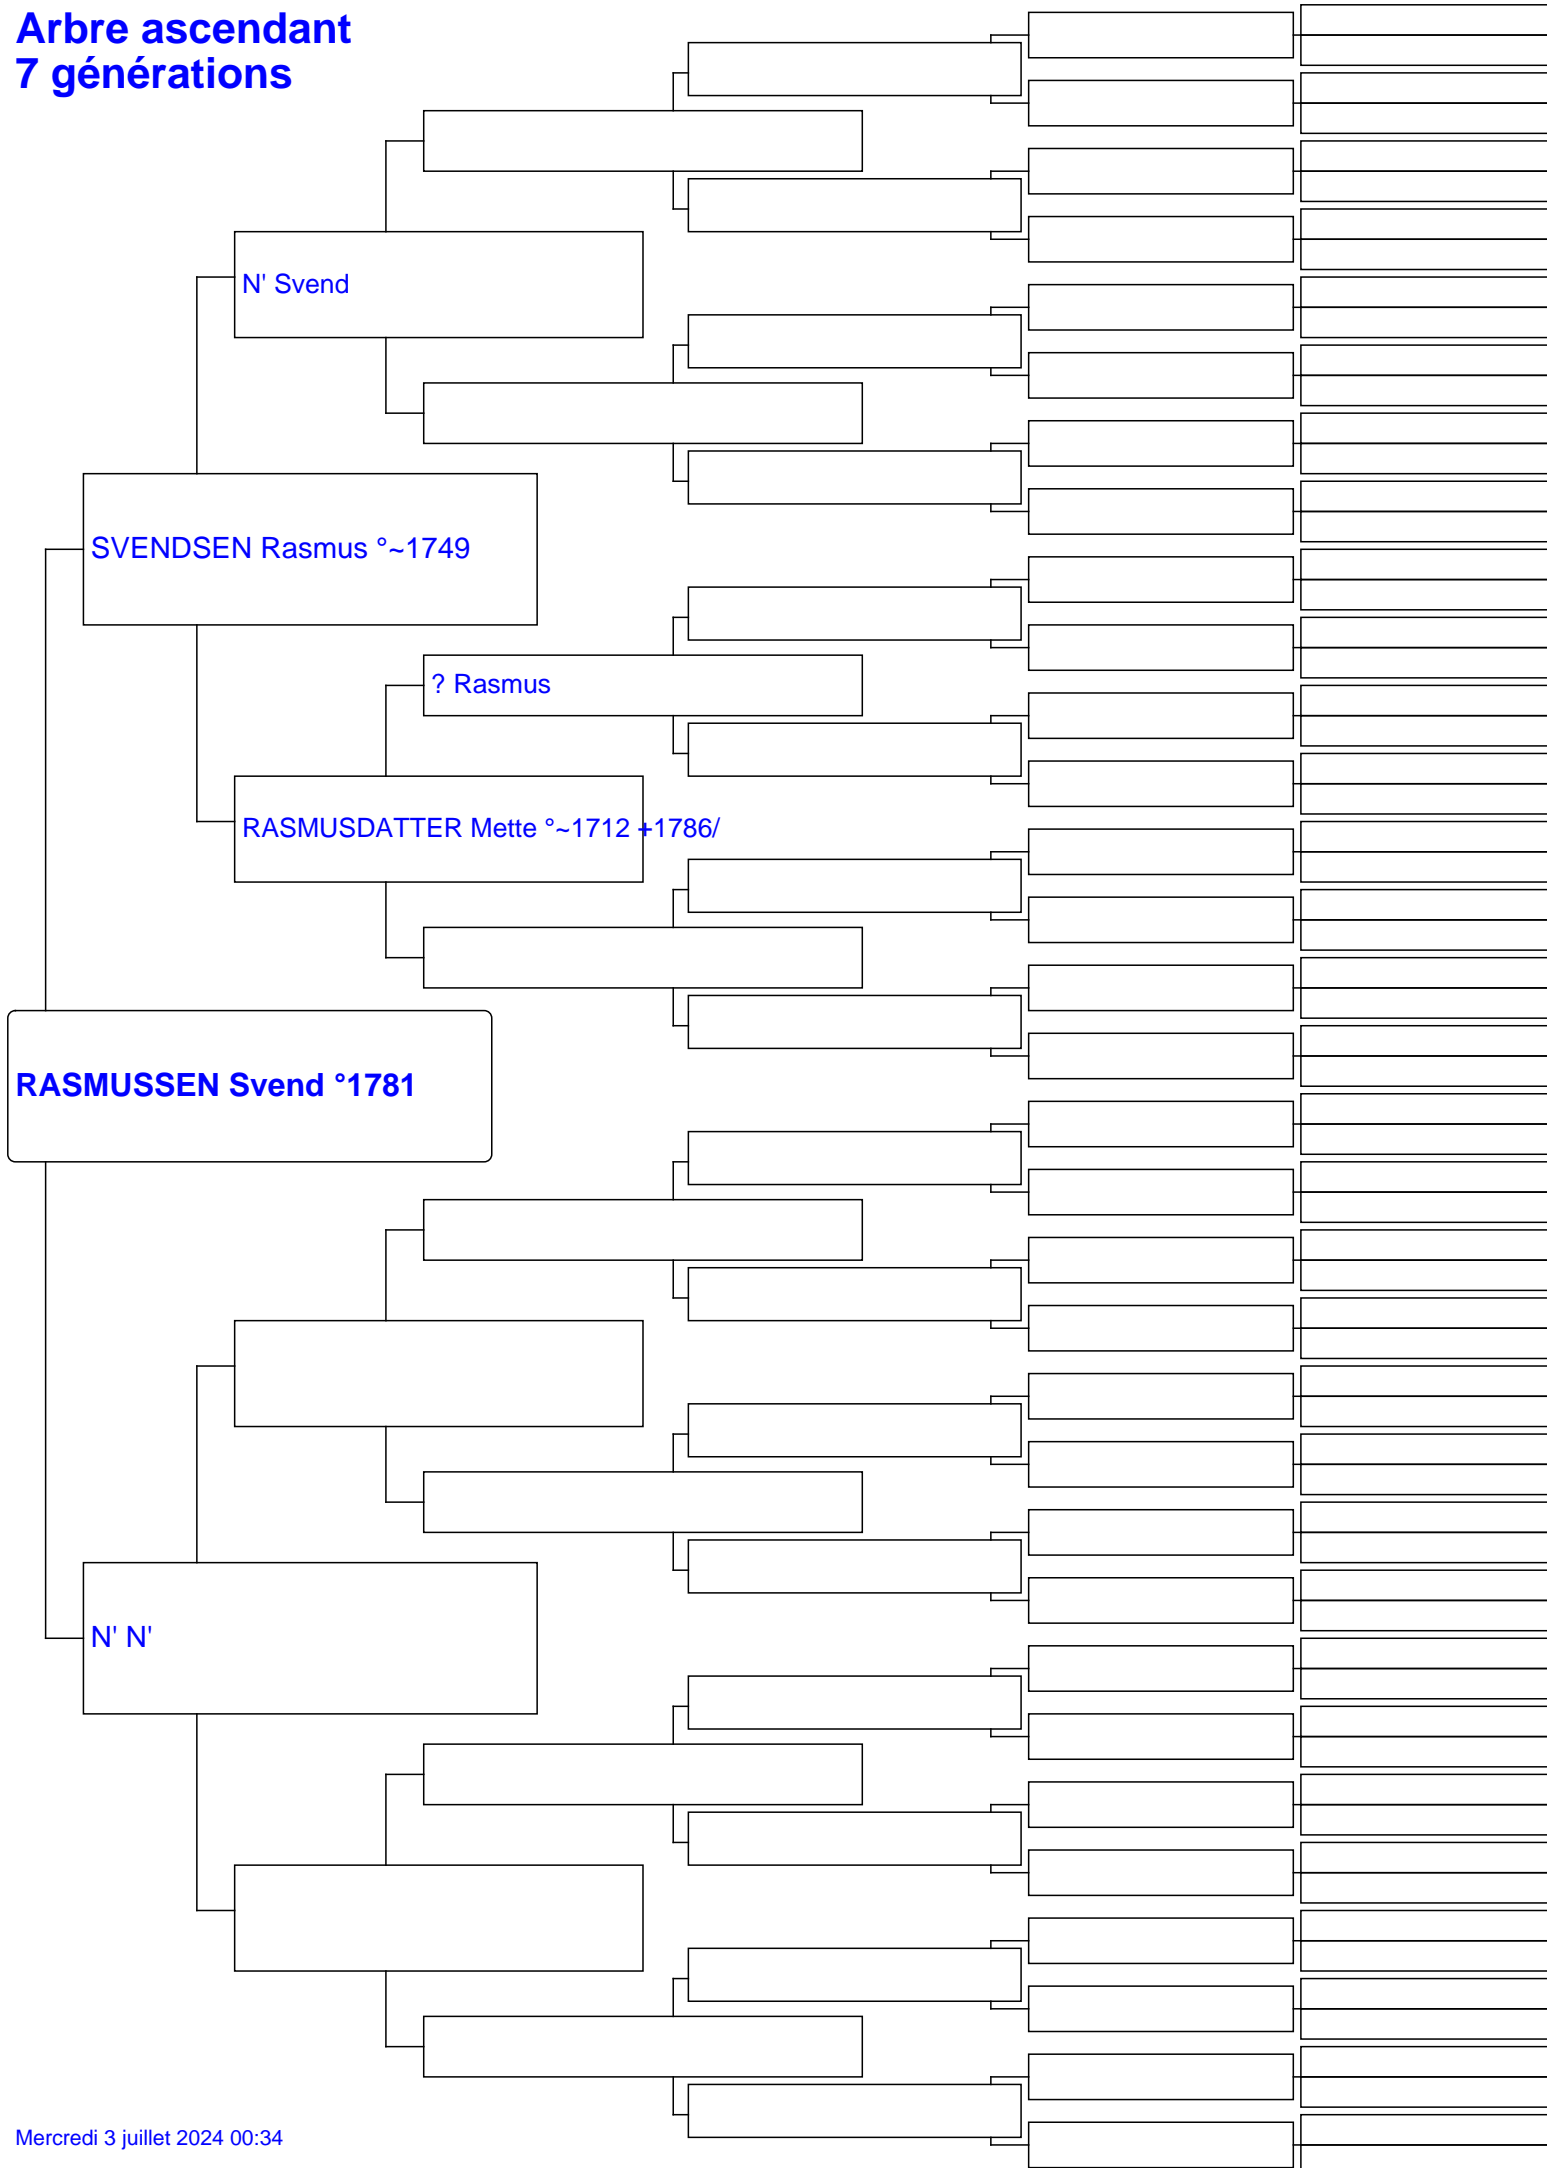 Arbre ascendant
7 générations
N' Svend
SVENDSEN Rasmus °~1749
? Rasmus
RASMUSDATTER Mette °~1712 +1786/
RASMUSSEN Svend °1781
N' N'
Mercredi 3 juillet 2024 00:34